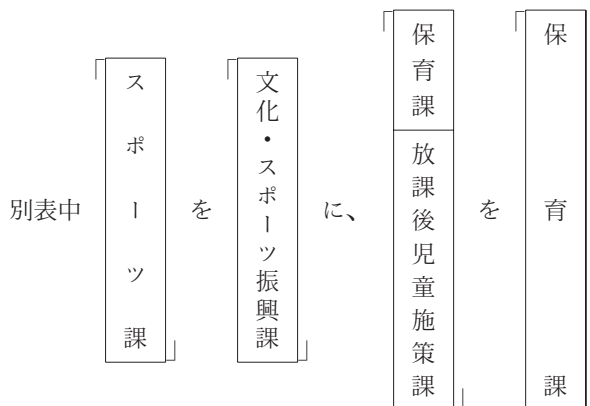 別表中
「スポーツ課」
を
「文化・スポーツ振興課」
に、
「保育課
放課後児童施策課」
を
「保育課